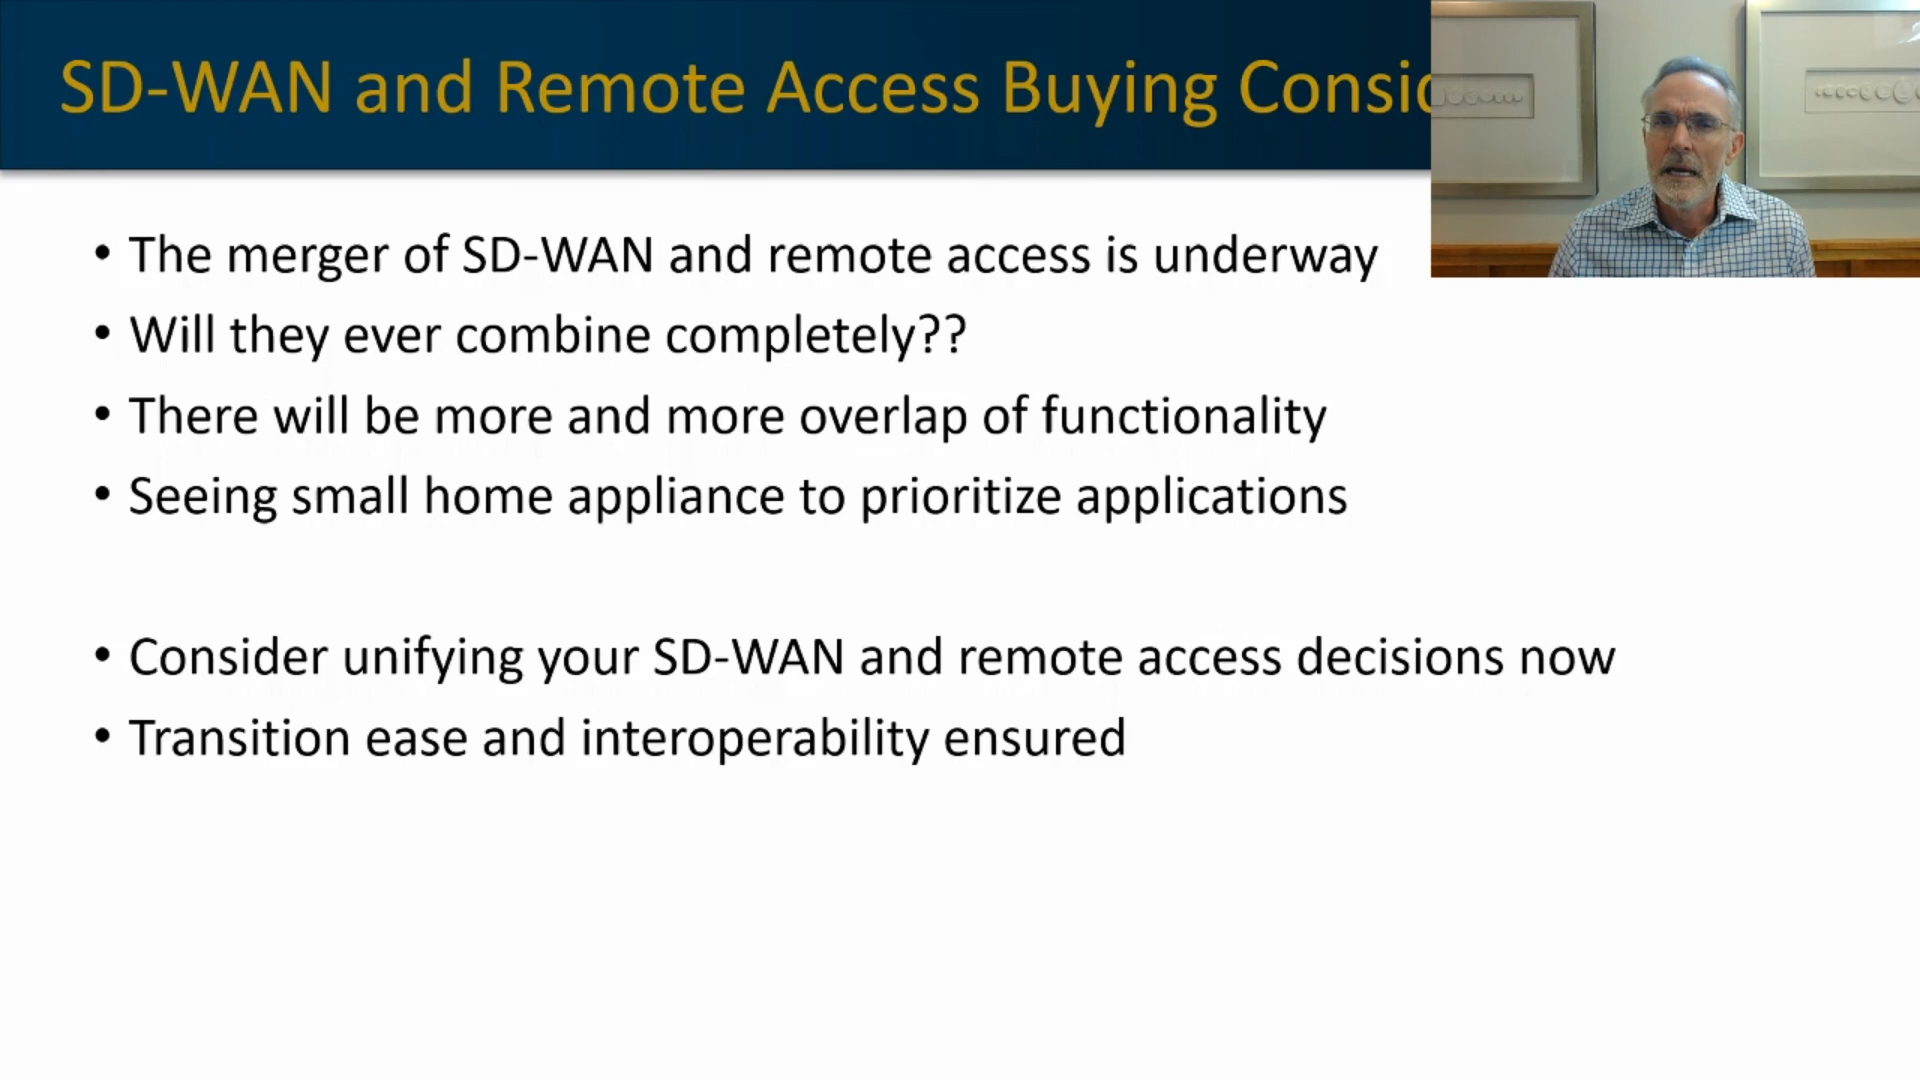 SD-WAN and Remote Access Buying
• The merger of SD-WAN and remote access is underway
• Will they ever combine completely??
• There will be more and more overlap of functionality
• Seeing small home appliance to prioritize applications
• Consider unifying your SD-WAN and remote access decisions now
• Transition ease and interoperability ensured